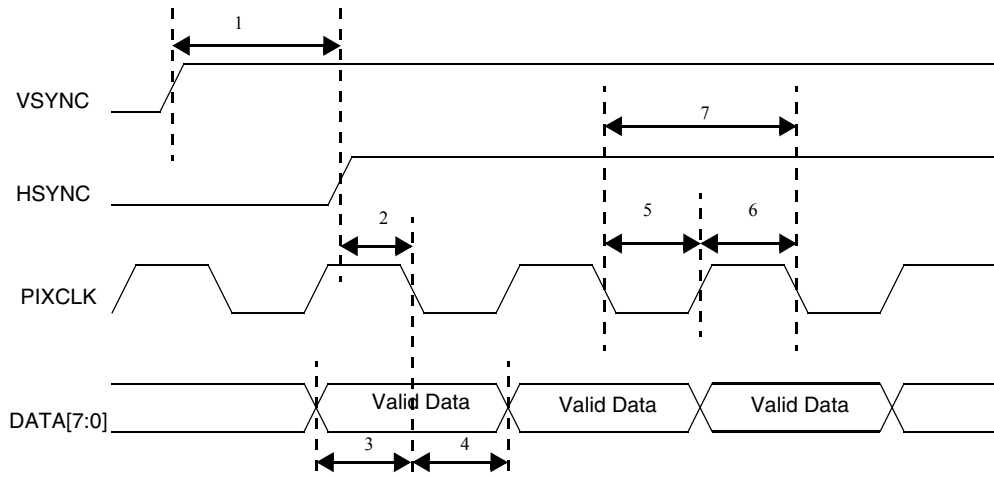 1
VSYNC
7
HSYNC
2
5
6
PIXCLK
DATA[7:0]
Valid Data
Valid Data
Valid Data
3
4